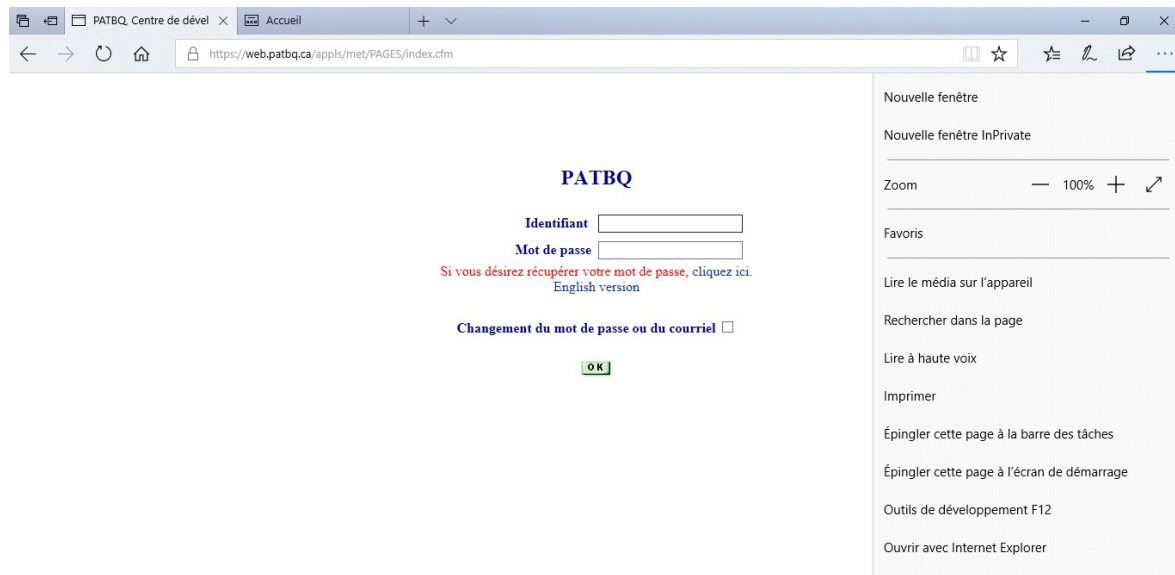 PATBQ, Centre de dével
Accueil
https://web.patbq.ca/appls/met/PAGES/index.cfm
PATBQ
Identifiant
Mot de passe
Si vous désirez récupérer votre mot de passe, cliquez ici.
English version
Changement du mot de passe ou du courriel
OK
Nouvelle fenêtre
Nouvelle fenêtre InPrivate
Zoom 100%
Favoris
Lire le média sur l'appareil
Rechercher dans la page
Lire à haute voix
Imprimer
Épingler cette page à la barre des tâches
Épingler cette page à l'écran de démarrage
Outils de développement F12
Ouvrir avec Internet Explorer